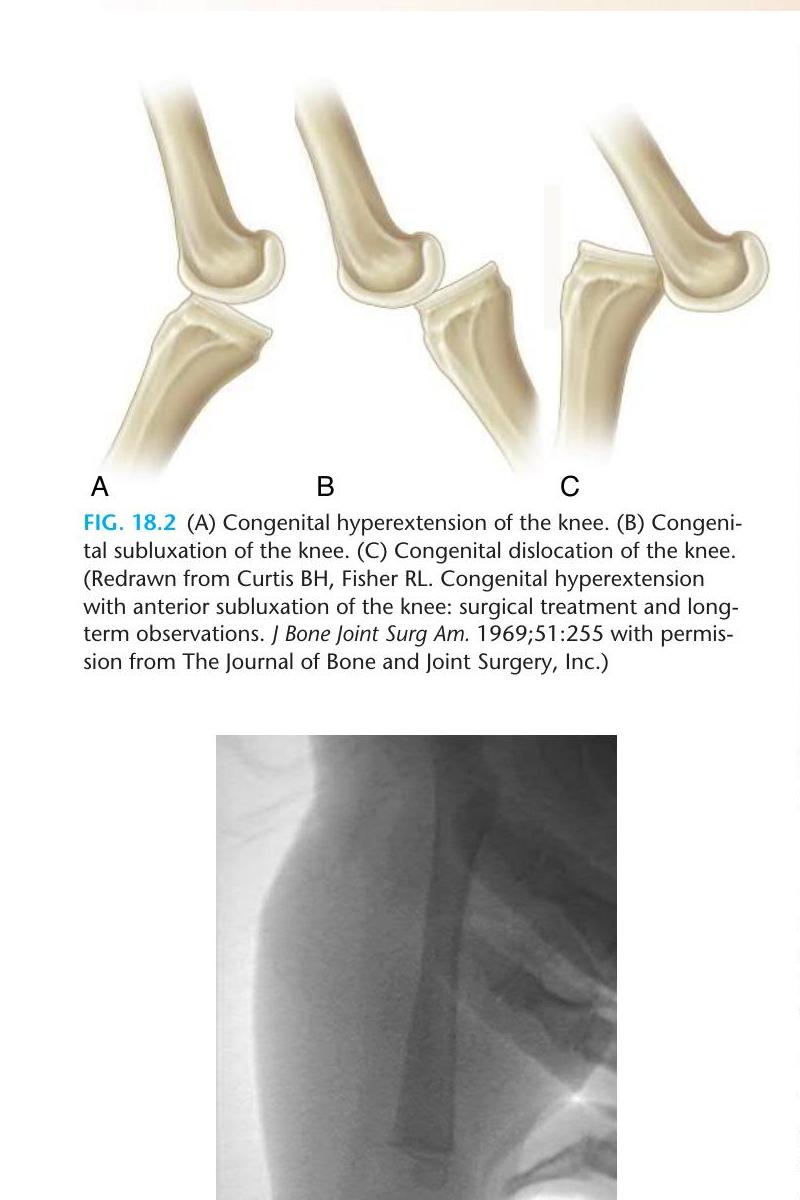 A
B
C
FIG. 18.2 (A) Congenital hyperextension of the knee. (B) Congeni-
tal subluxation of the knee. (C) Congenital dislocation of the knee.
(Redrawn from Curtis BH, Fisher RL. Congenital hyperextension
with anterior subluxation of the knee: surgical treatment and long-
term observations. J Bone Joint Surg Am. 1969;51:255 with permis-
sion from The Journal of Bone and Joint Surgery, Inc.)